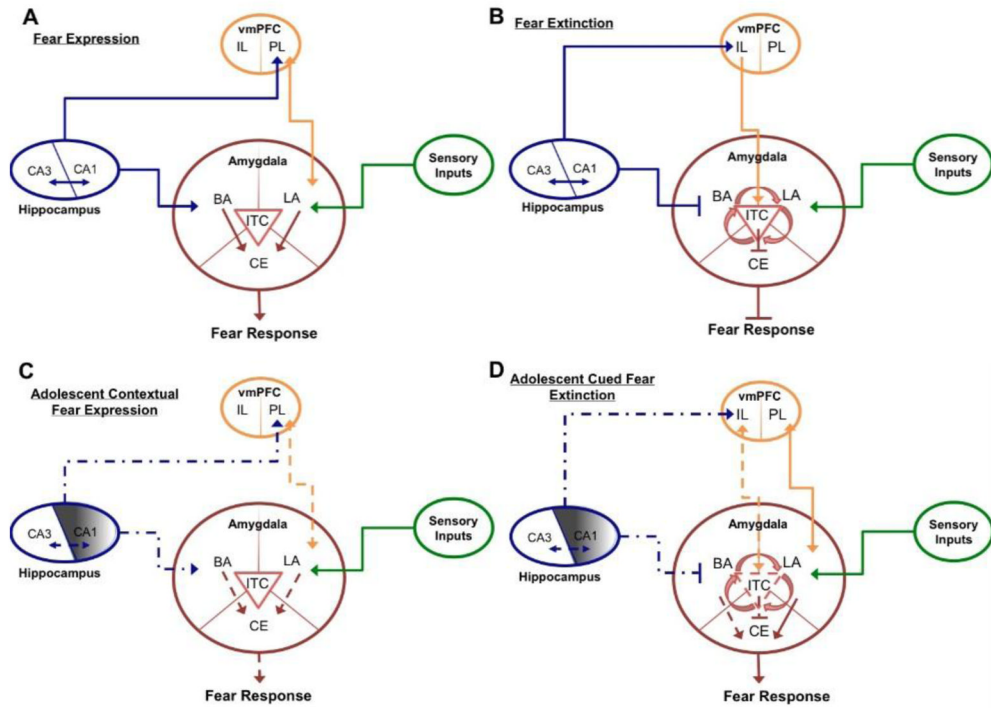 A
Fear Expression
vmPFC
IL PL
CA3 CA1
Hippocampus
Amygdala
BA LA
ITC
CE
Sensory
Inputs
Fear Response
B
Fear Extinction
vmPFC
IL PL
CA3 CA1
Hippocampus
Amygdala
BA LA
ITC
CE
Sensory
Inputs
Fear Response
C
Adolescent Contextual
Fear Expression
vmPFC
IL PL
CA3 CA1
Hippocampus
Amygdala
BA LA
ITC
CE
Sensory
Inputs
Fear Response
D
Adolescent Cued Fear
Extinction
vmPFC
IL PL
CA3 CA1
Hippocampus
Amygdala
BA LA
ITC
CE
Sensory
Inputs
Fear Response